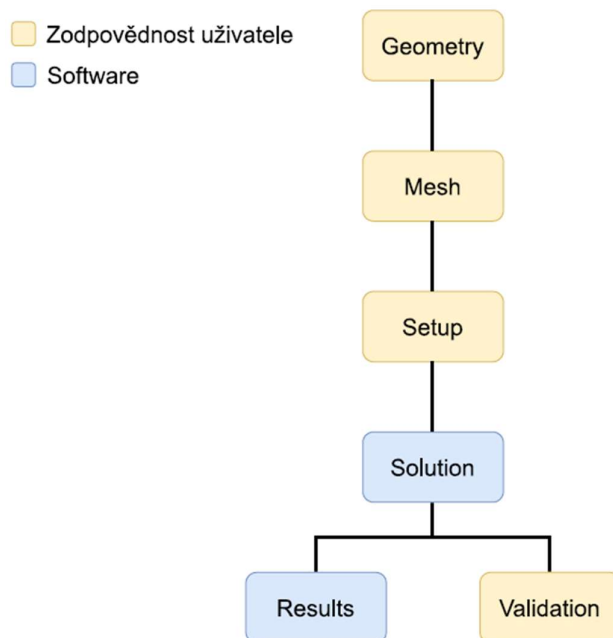 Zodpovědnost uživatele
Software
Geometry
Mesh
Setup
Solution
Results
Validation